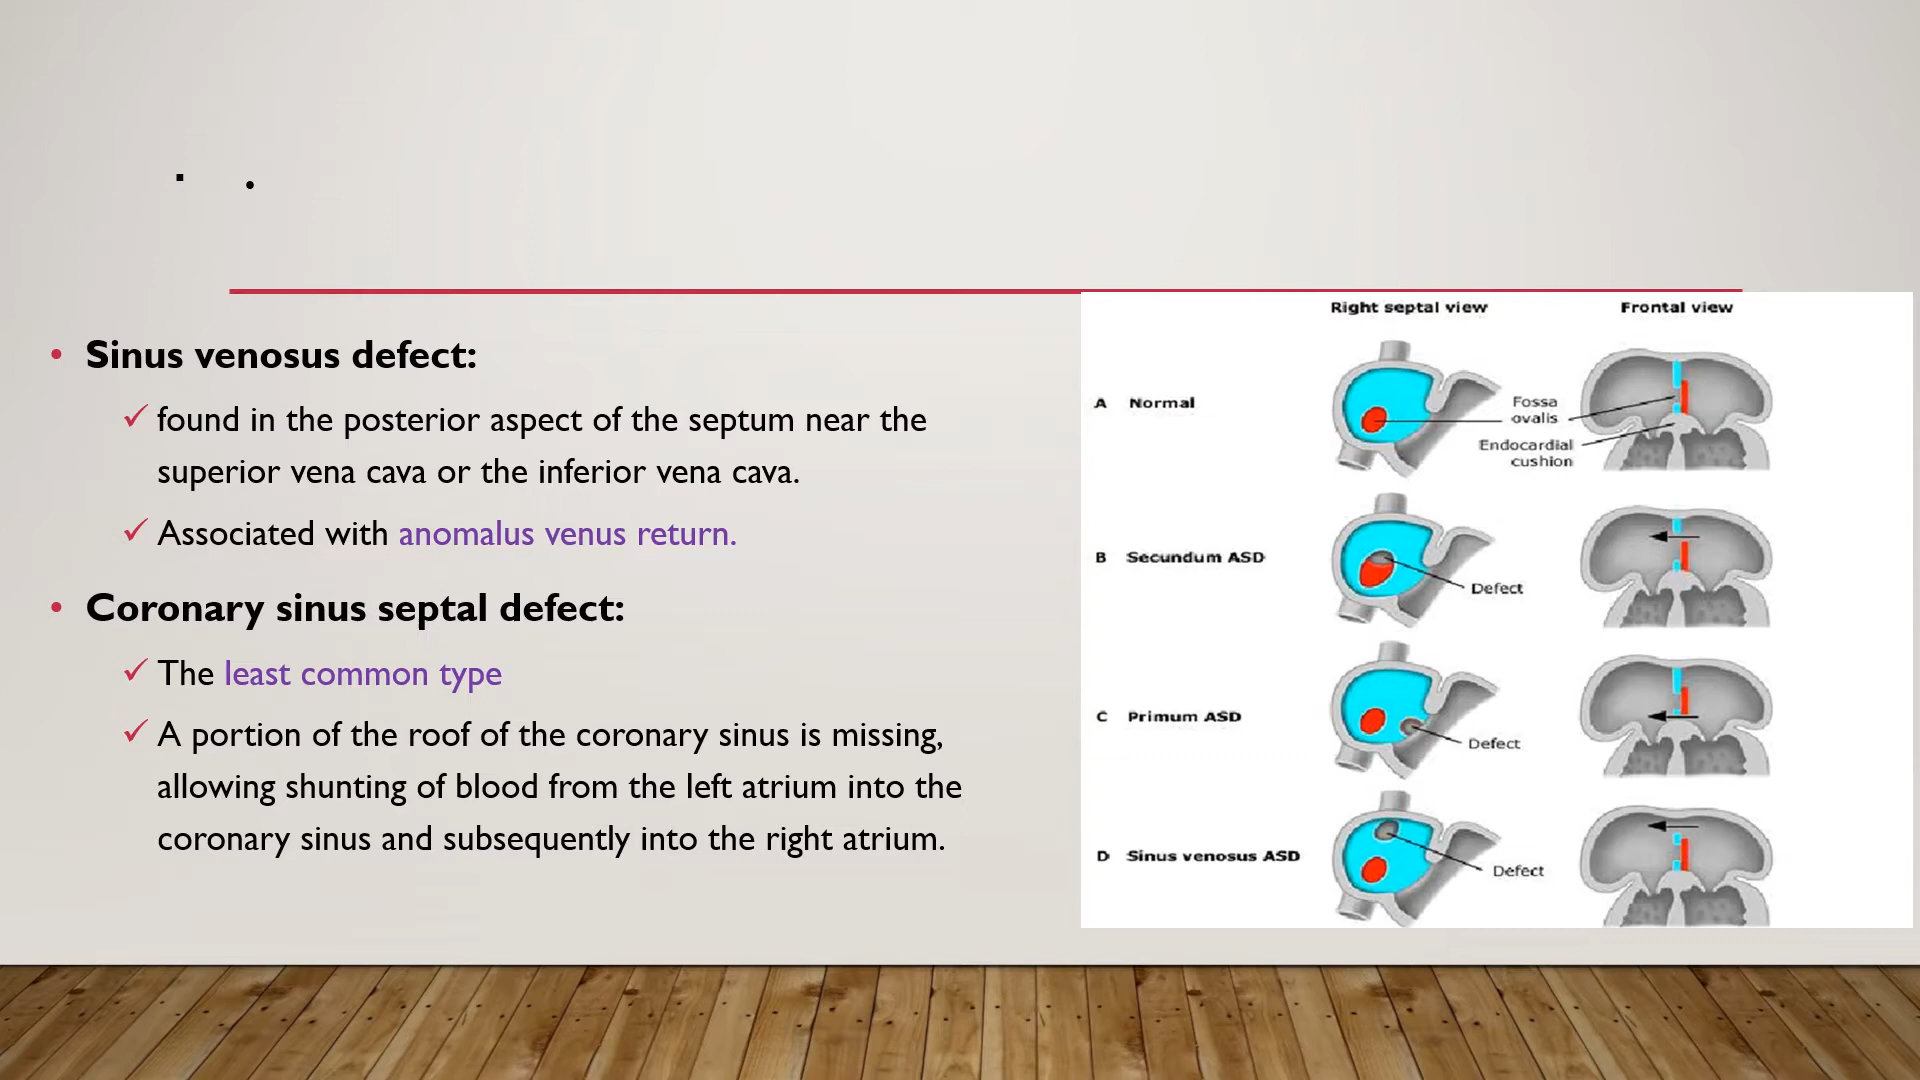 . .
• Sinus venosus defect:
✓ found in the posterior aspect of the septum near the
superior vena cava or the inferior vena cava.
✓ Associated with anomalus venus return.
• Coronary sinus septal defect:
✓ The least common type
✓ A portion of the roof of the coronary sinus is missing,
allowing shunting of blood from the left atrium into the
coronary sinus and subsequently into the right atrium.
Right septal view Frontal view
A Normal
Fossa
ovalis
Endocardial
cushion
B Secundum ASD
Defect
C Primum ASD
Defect
D Sinus venosus ASD
Defect